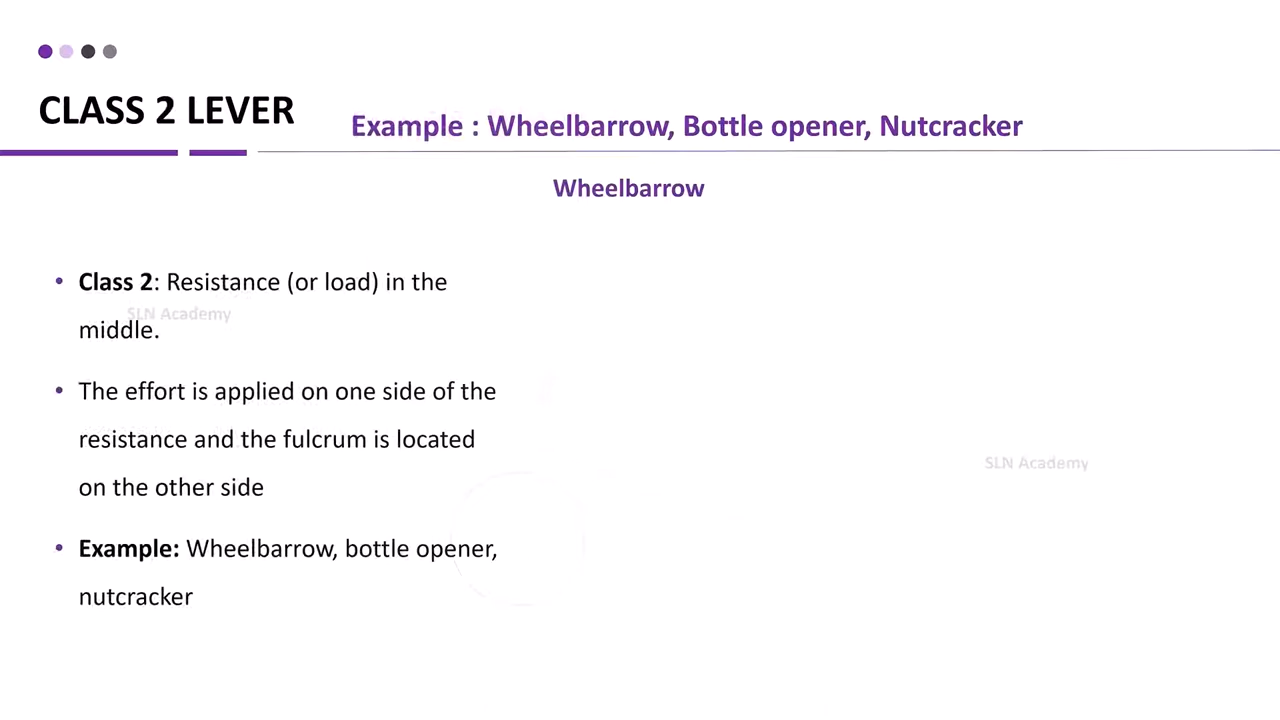 CLASS 2 LEVER
Example : Wheelbarrow, Bottle opener, Nutcracker
Wheelbarrow
• Class 2: Resistance (or load) in the
SLN Academy
middle.
• The effort is applied on one side of the
resistance and the fulcrum is located
SLN Academy
on the other side
• Example: Wheelbarrow, bottle opener,
nutcracker